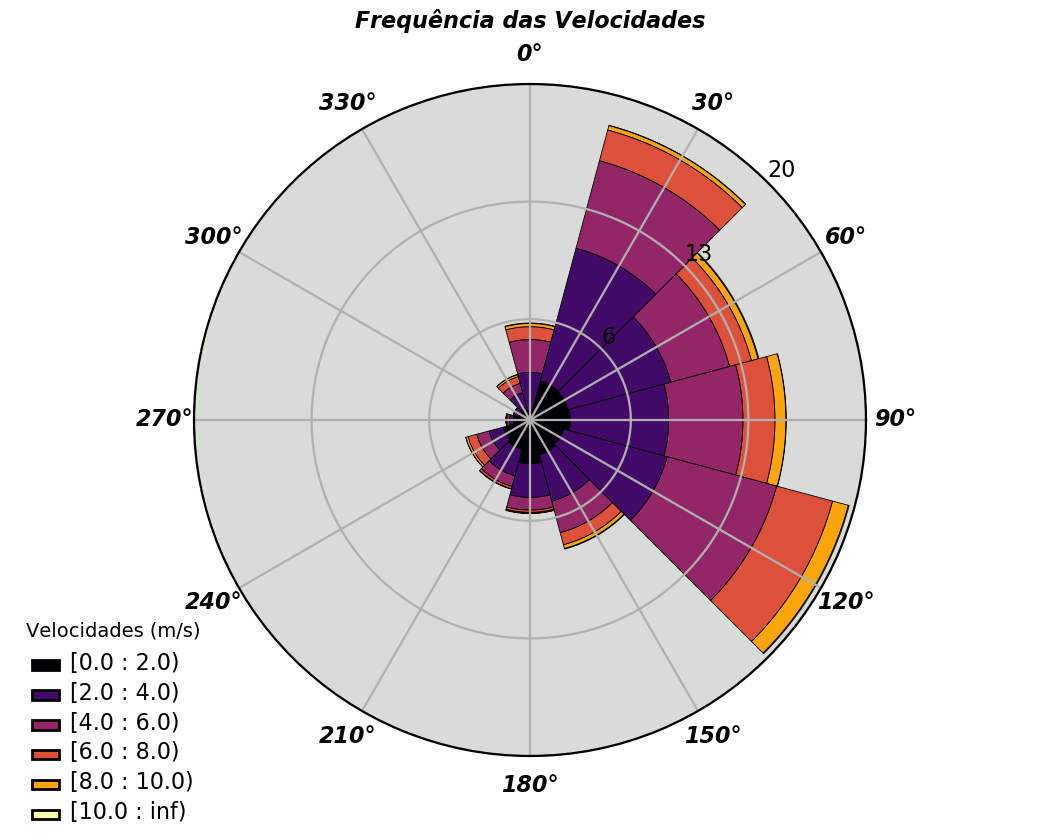 Frequência das Velocidades
0°
330°
30°
20
300°
60°
13
6
270°
90°
240°
120°
Velocidades (m/s)
[0.0 : 2.0)
[2.0 : 4.0)
[4.0 : 6.0)
[6.0 : 8.0)
[8.0 : 10.0)
[10.0 : inf)
210°
150°
180°